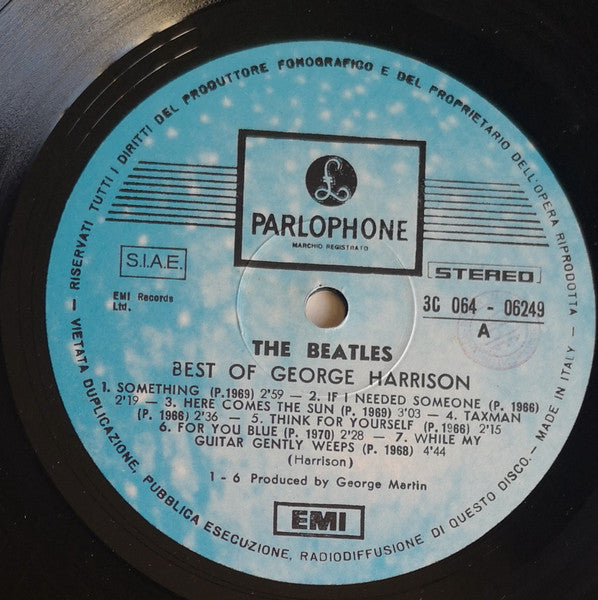 — RISERVATI TUTTI I DIRITTI DEL PRODUTTORE FONOGRAFICO E DEL PROPRIETARIO DELL'OPERA RIPRODOTTA — MADE IN ITALY —
£
PARLOPHONE
MARCHIO REGISTRATO
S.I.A.E.
STEREO
EMI Records
Ltd.
3C 064 - 06249
A
THE BEATLES
BEST OF GEORGE HARRISON
1. SOMETHING (P.1969) 2'59 — 2. IF I NEEDED SOMEONE (P. 1966)
2'19 — 3. HERE COMES THE SUN (P. 1969) 3'03 — 4. TAXMAN
(P. 1966) 2'36 — 5. THINK FOR YOURSELF (P. 1966) 2'15
6. FOR YOU BLUE (P. 1970) 2'28 — 7. WHILE MY
GUITAR GENTLY WEEPS (P. 1968) 4'44
(Harrison)
1 - 6 Produced by George Martin
EMI
VIETATA DUPLICAZIONE, PUBBLICA ESECUZIONE, RADIODIFFUSIONE DI QUESTO DISCO.